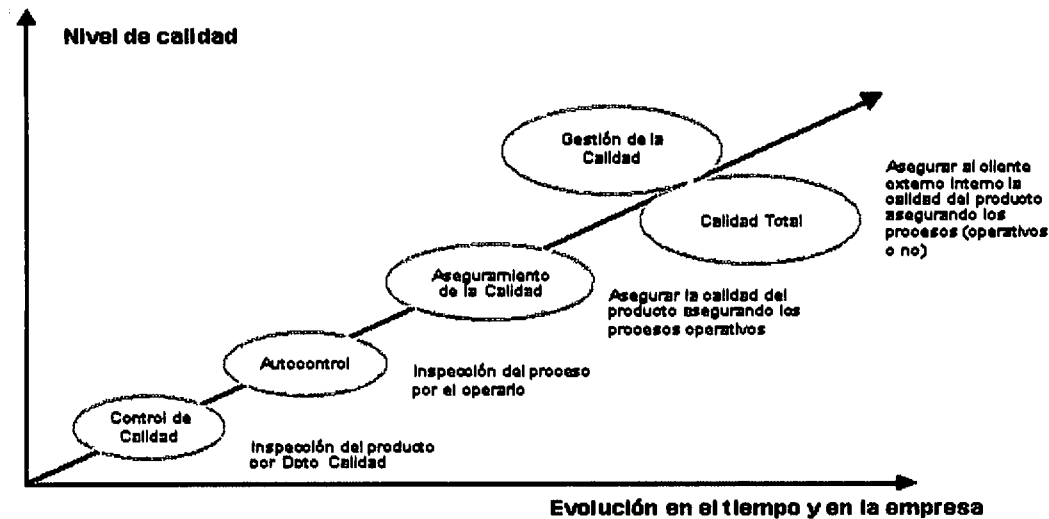 Nivel de calidad
Gestión de la
Calidad
Asegurar al cliente
externo interno la
calidad del producto
asegurando los
procesos (operativos
o no)
Calidad Total
Aseguramiento
de la Calidad
Asegurar la calidad del
producto asegurando los
procesos operativos
Autocontrol
Inspección del proceso
por el operario
Control de
Calidad
Inspección del producto
por Dpto Calidad
Evolución en el tiempo y en la empresa